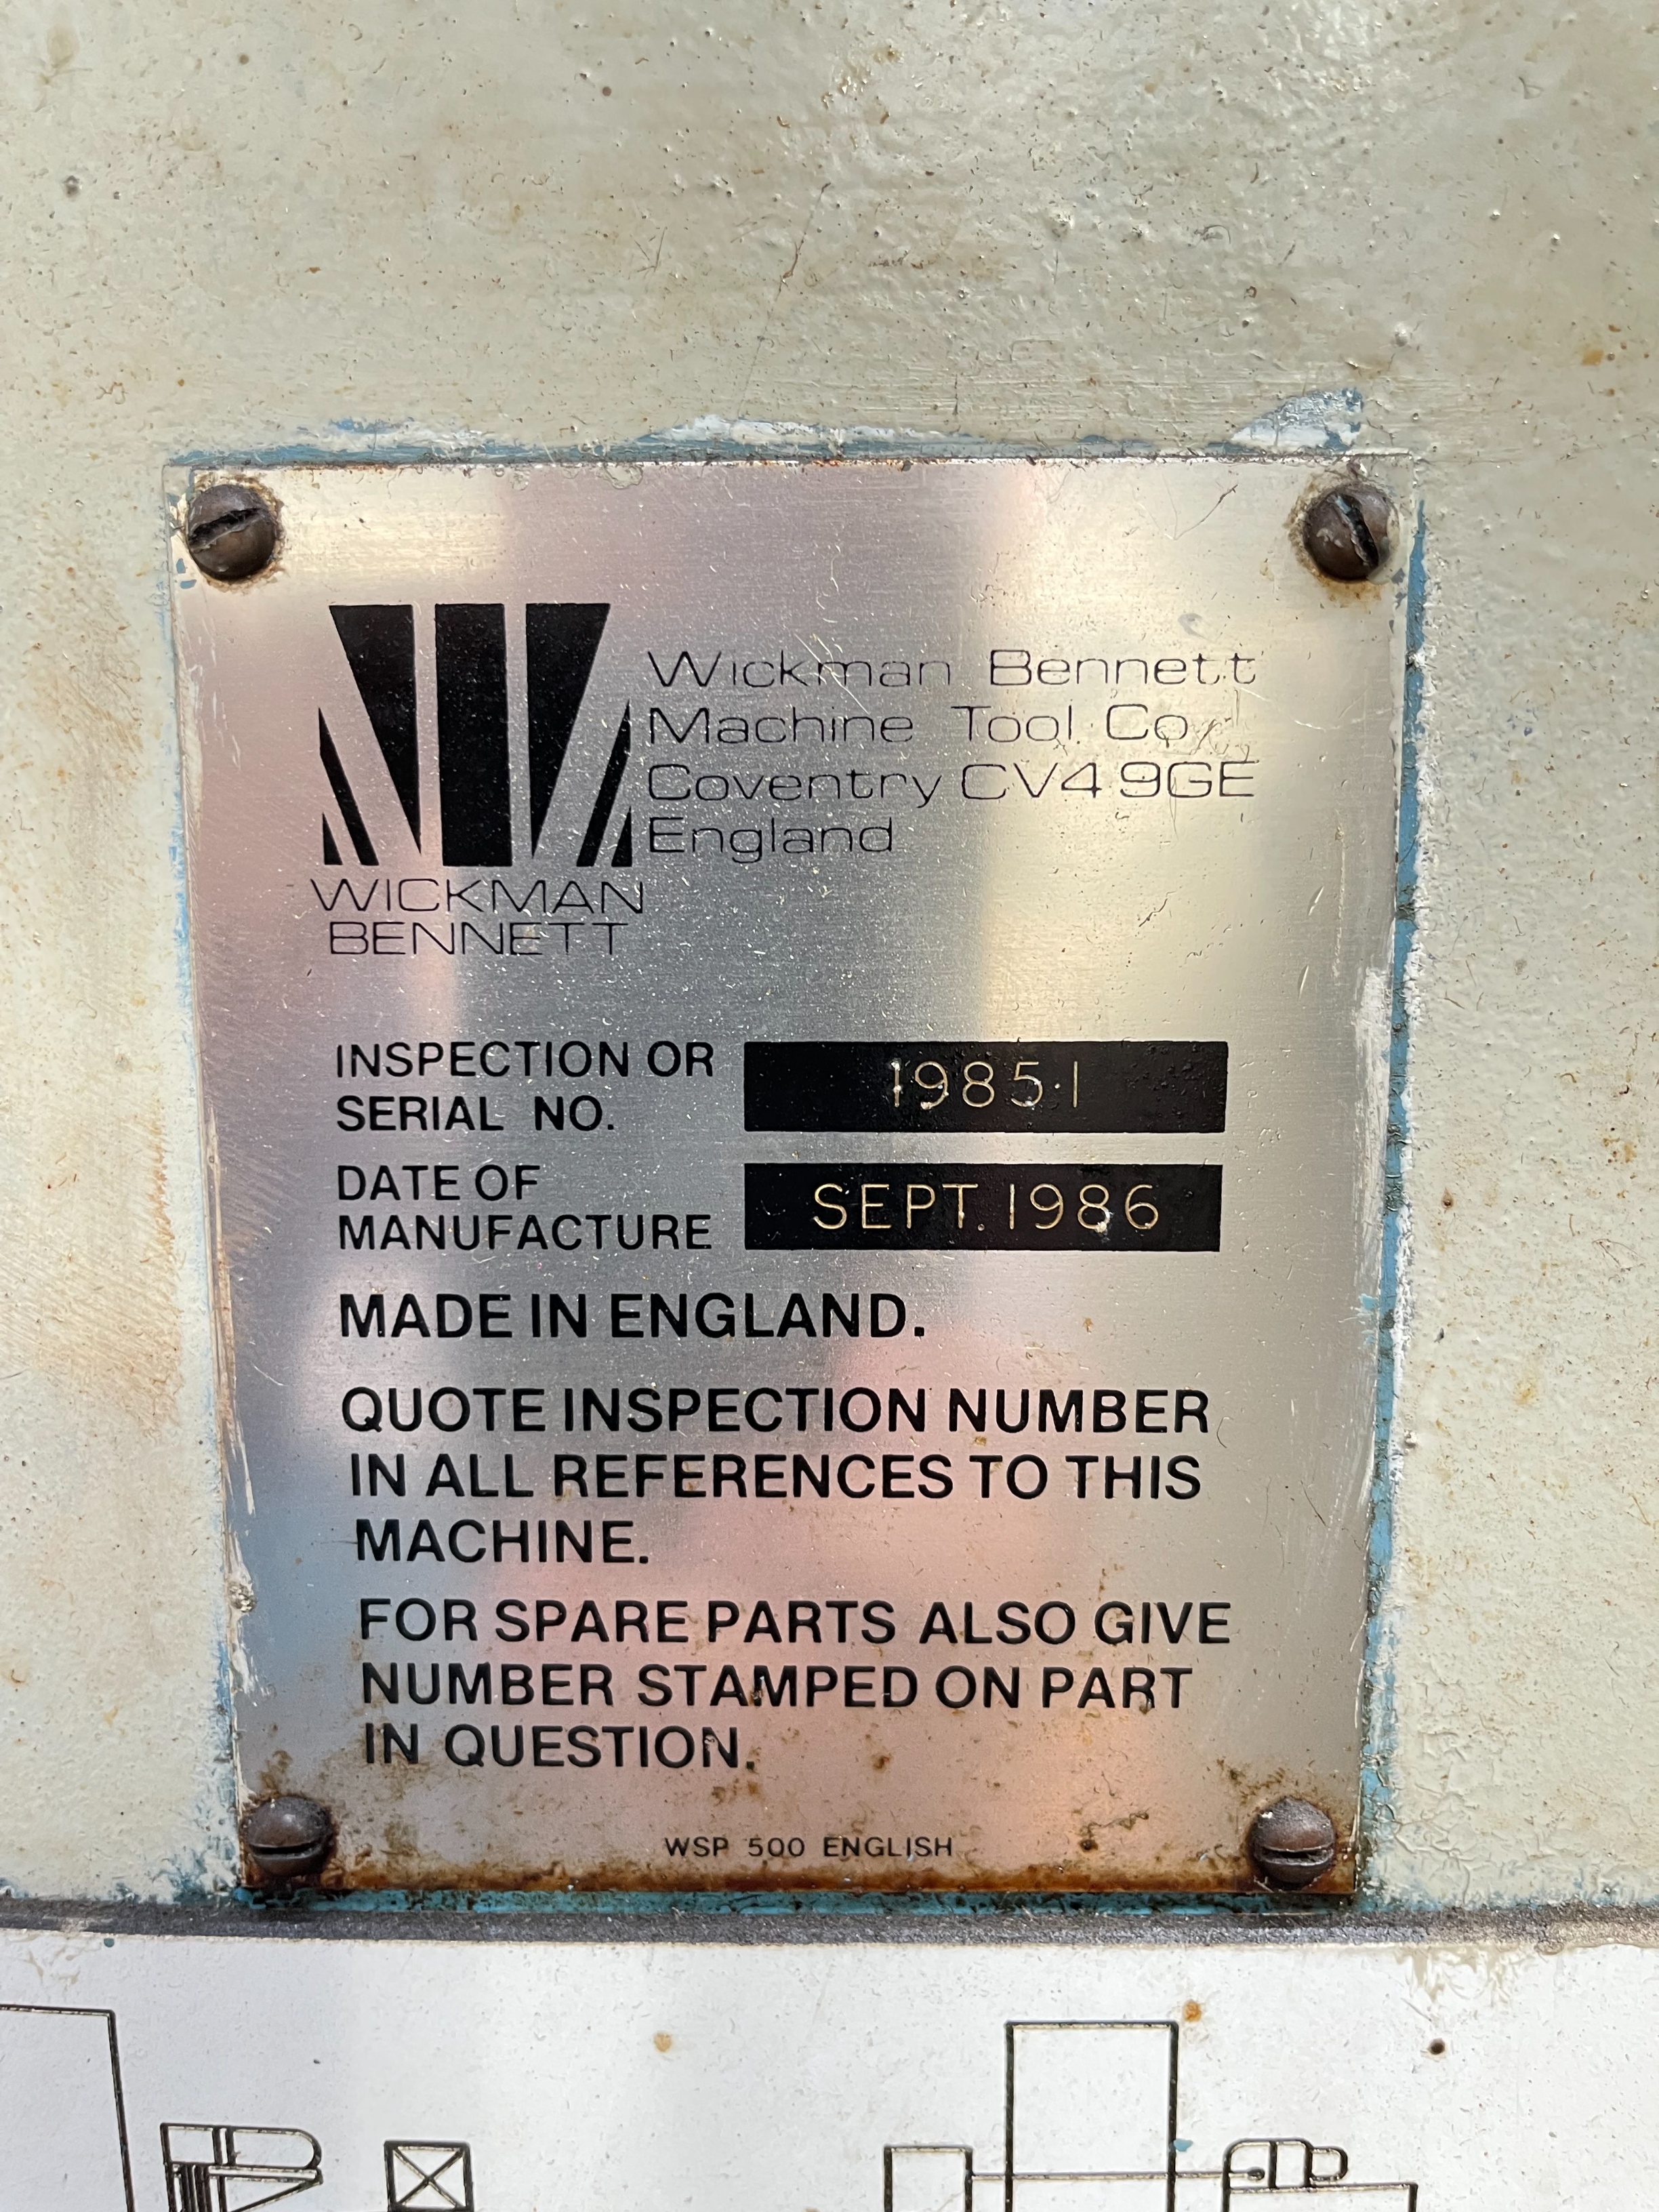 Wickman Bennett
Machine Tool Co
Coventry CV4 9GE
England
WICKMAN
BENNETT
INSPECTION OR
SERIAL NO.
19851
DATE OF
MANUFACTURE
SEPT. 1986
MADE IN ENGLAND.
QUOTE INSPECTION NUMBER
IN ALL REFERENCES TO THIS
MACHINE.
FOR SPARE PARTS ALSO GIVE
NUMBER STAMPED ON PART
IN QUESTION.
WSP 500 ENGLISH